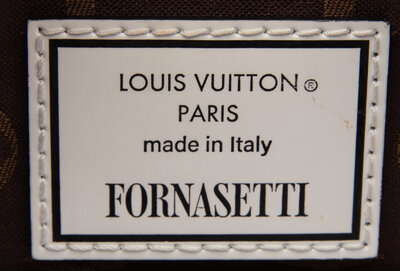 LOUIS VUITTON®
PARIS
made in Italy
FORNASETTI